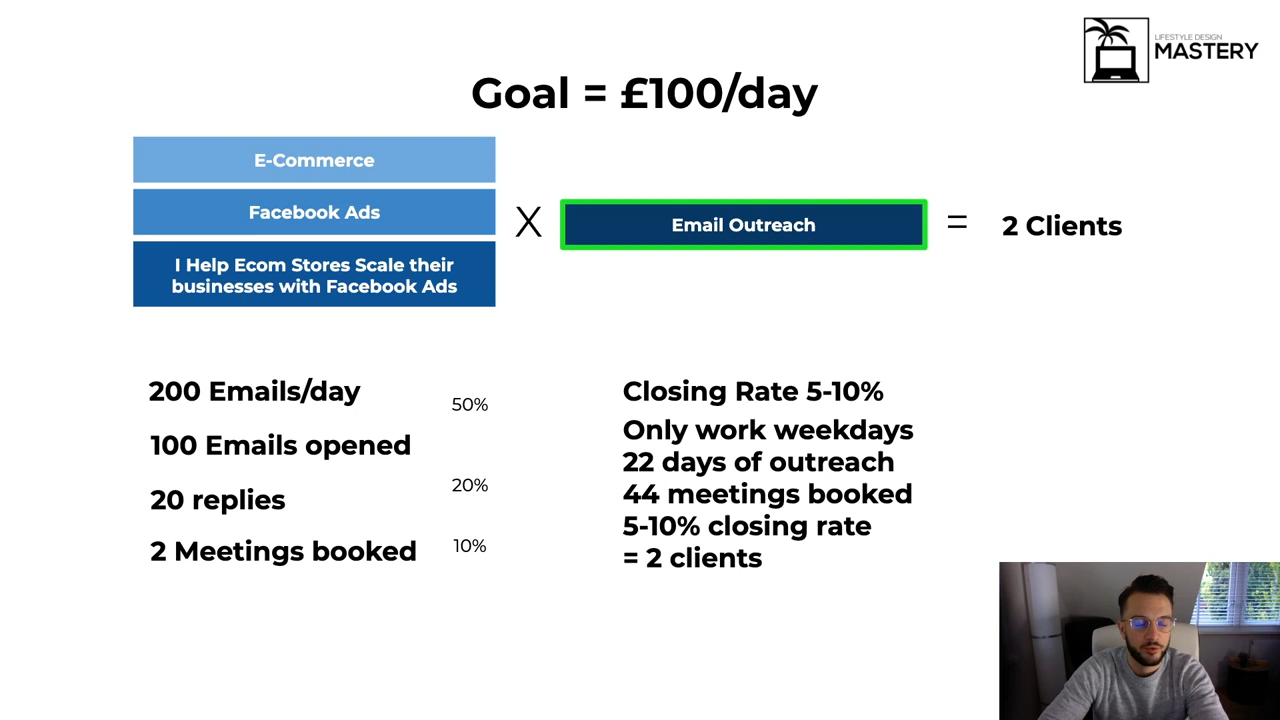 LIFESTYLE DESIGN
MASTERY
Goal = £100/day
E-Commerce
Facebook Ads
I Help Ecom Stores Scale their
businesses with Facebook Ads
X
Email Outreach
=
2 Clients
200 Emails/day
50%
100 Emails opened
20%
20 replies
10%
2 Meetings booked
Closing Rate 5-10%
Only work weekdays
22 days of outreach
44 meetings booked
5-10% closing rate
= 2 clients